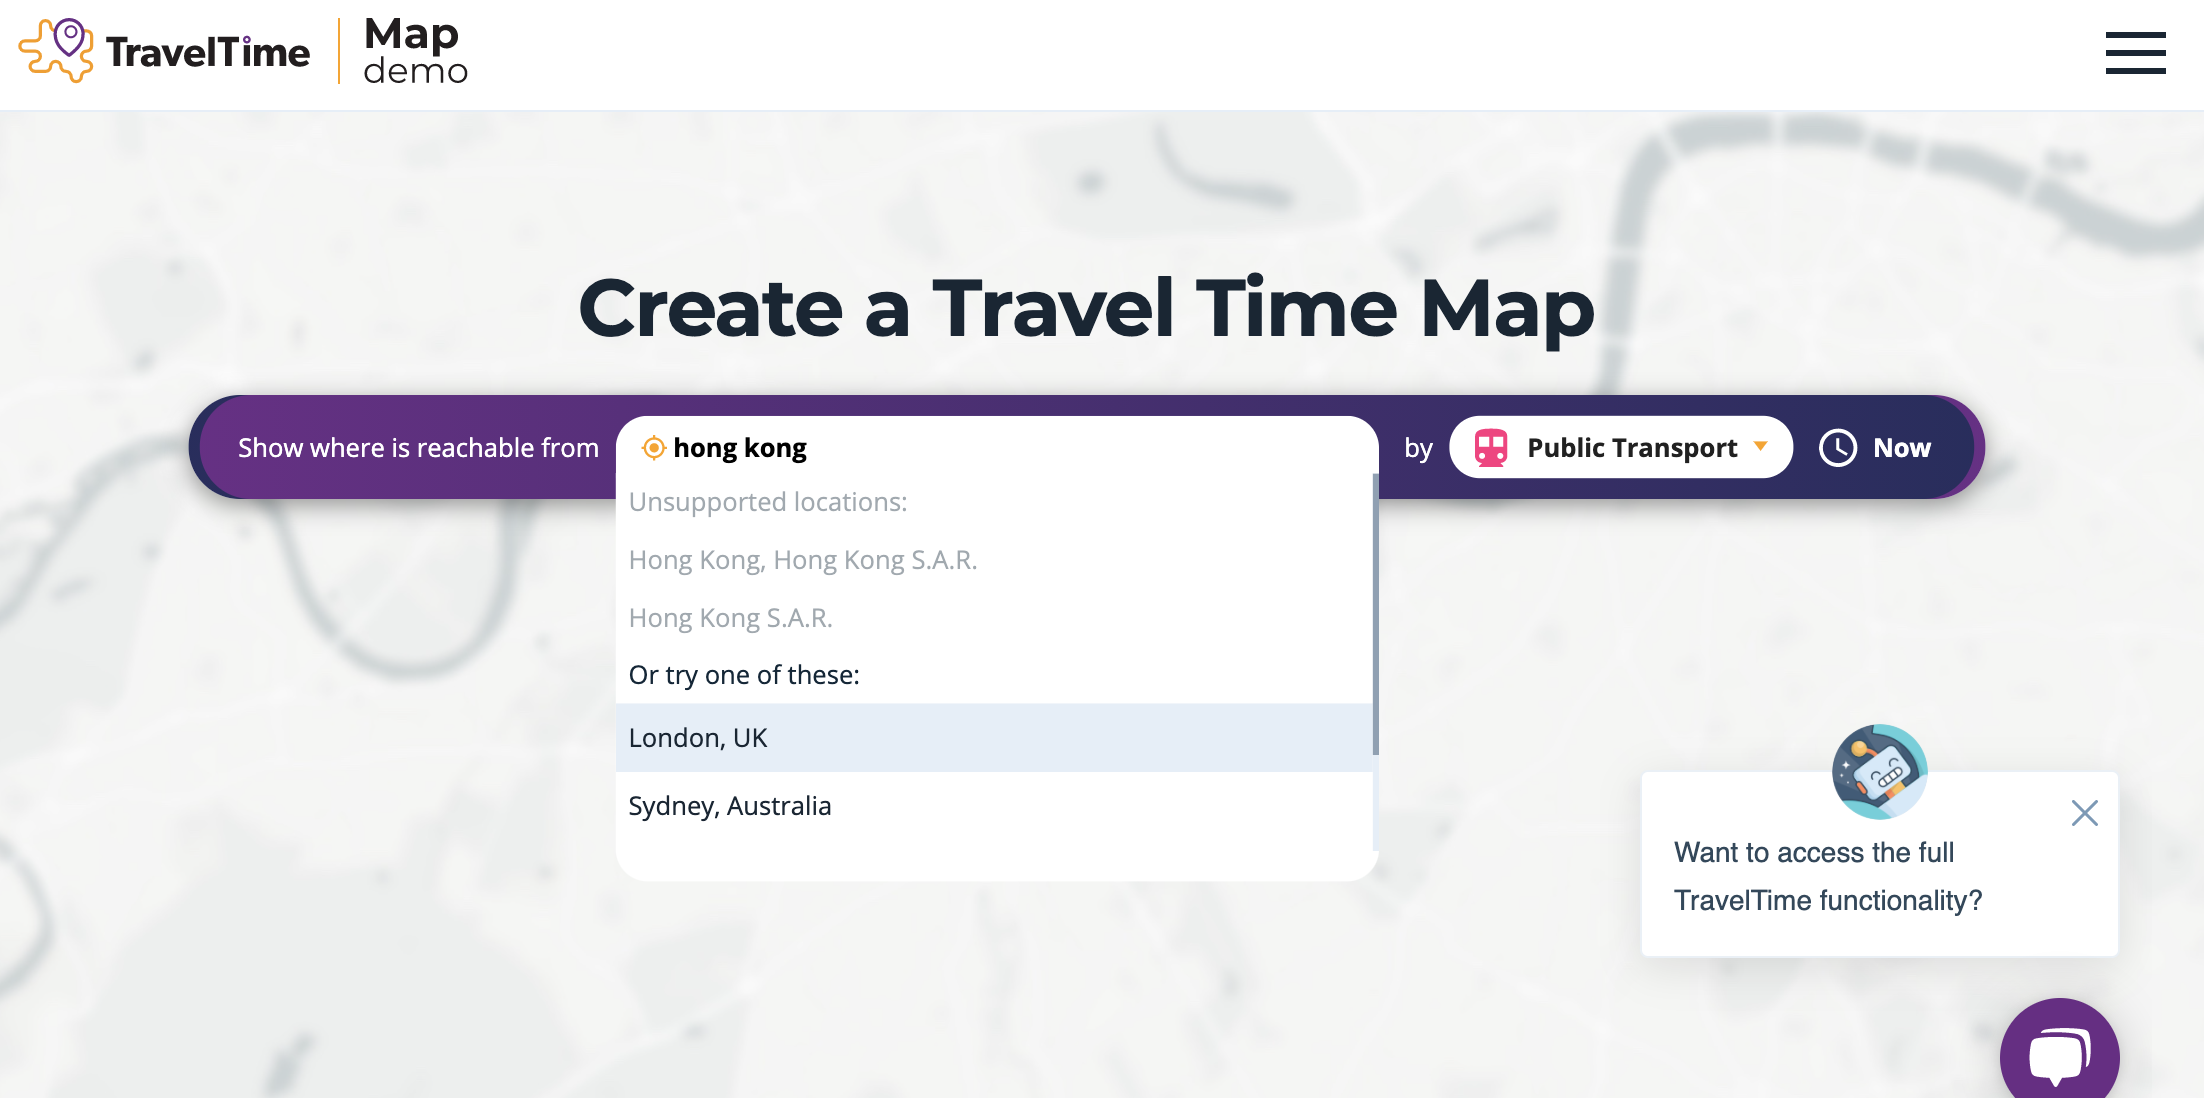 TravelTime
Map
demo
Create a Travel Time Map
Show where is reachable from
hong kong
by
Public Transport
Now
Unsupported locations:
Hong Kong, Hong Kong S.A.R.
Hong Kong S.A.R.
Or try one of these:
London, UK
Sydney, Australia
Want to access the full
TravelTime functionality?